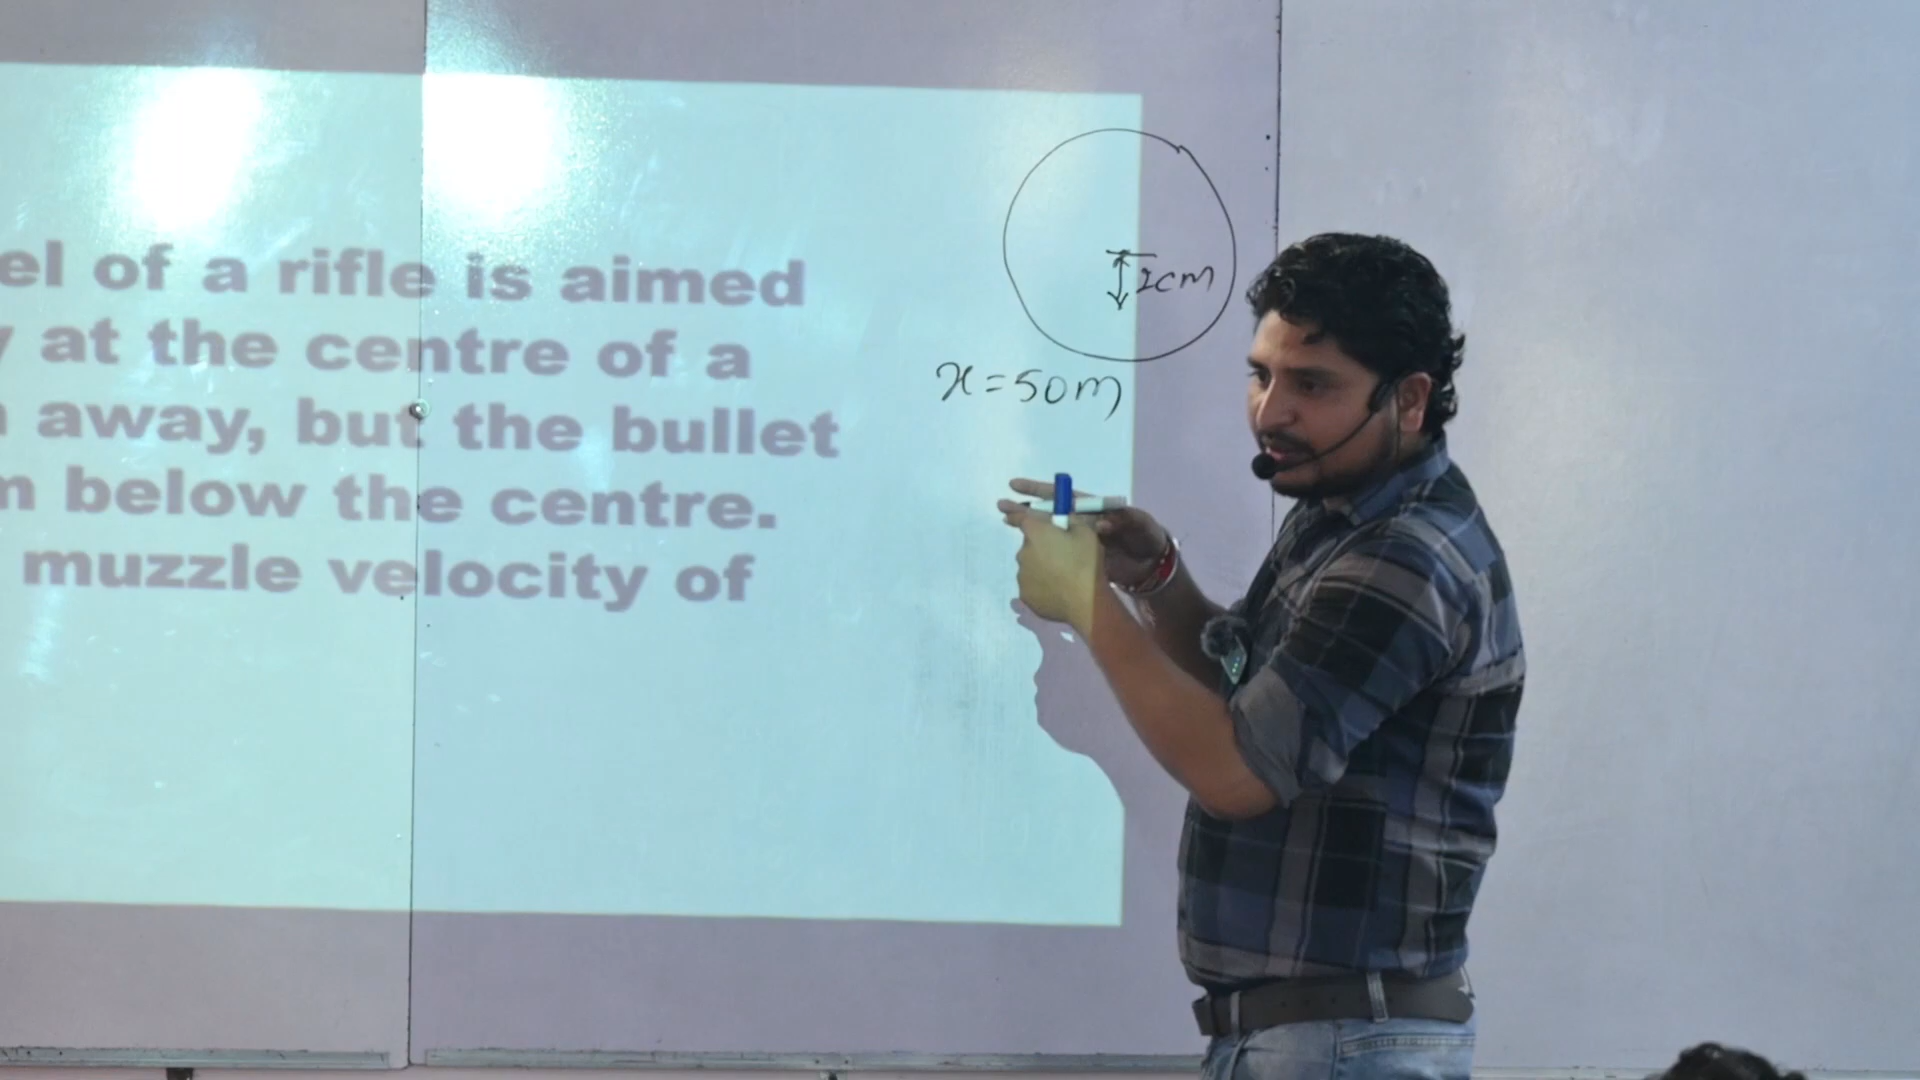 el of a rifle is aimed
at the centre of a
away, but the bullet
m below the centre.
muzzle velocity of
2cm
x=50m